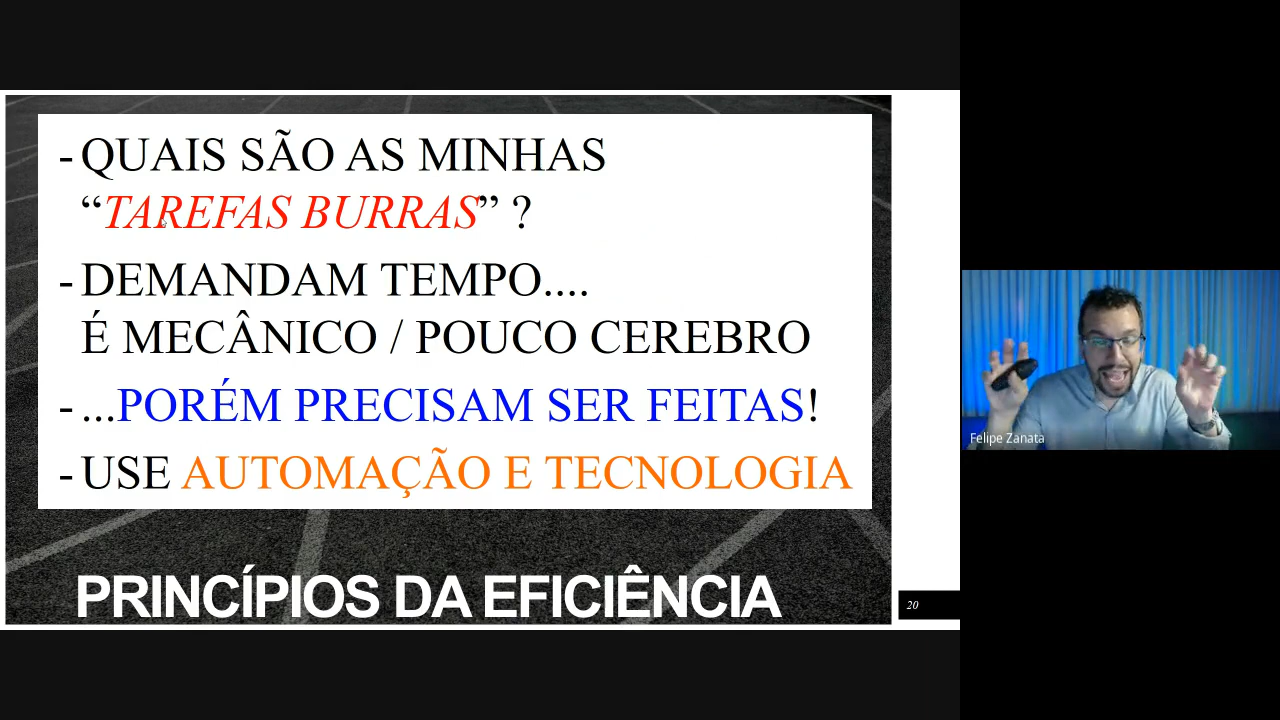 - QUAIS SÃO AS MINHAS
“TAREFAS BURRAS” ?
- DEMANDAM TEMPO....
É MECÂNICO / POUCO CEREBRO
- ...PORÉM PRECISAM SER FEITAS!
- USE AUTOMAÇÃO E TECNOLOGIA
PRINCÍPIOS DA EFICIÊNCIA
20
Felipe Zanata